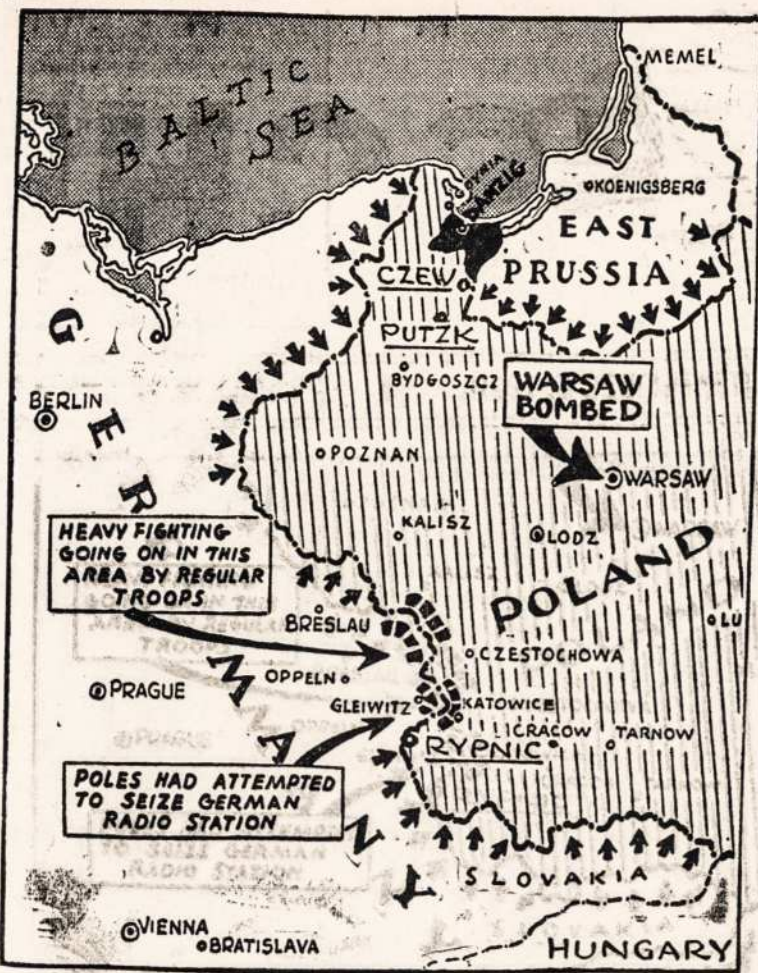 MEMEL
BALTIC
SEA
GDYNIA
DANZIG
KOENIGSBERG
EAST
PRUSSIA
CZEW
PUTZK
BYDGOSZCZ
WARSAW
BOMBED
BERLIN
GERMANY
POZNAN
WARSAW
KALISZ
LODZ
POLAND
HEAVY FIGHTING
GOING ON IN THIS
AREA BY REGULAR
TROOPS
BRESLAU
LU
CZESTOCHOWA
OPPELN
PRAGUE
GLEIWITZ
KATOWICE
CRACOW
TARNOW
RYPNIC
POLES HAD ATTEMPTED
TO SEIZE GERMAN
RADIO STATION
SLOVAKIA
VIENNA
BRATISLAVA
HUNGARY